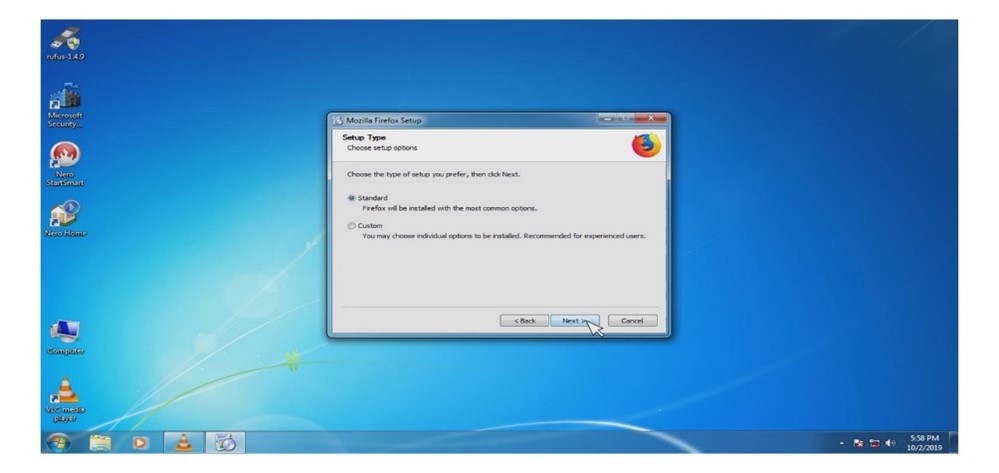 rufus-1.4.9
Microsoft
Security...
Nero
StartSmart
Nero Home
Computer
VLC media
player
Mozilla Firefox Setup
Setup Type
Choose setup options
Choose the type of setup you prefer, then click Next.
Standard
Firefox will be installed with the most common options.
Custom
You may choose individual options to be installed. Recommended for experienced users.
< Back
Next >
Cancel
5:58 PM
10/2/2019